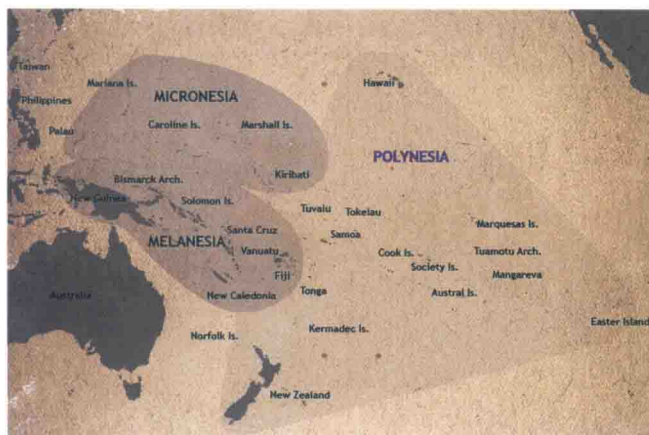 Taiwan
Mariana Is.
Hawaii
MICRONESIA
Philippines
Palau
Caroline Is.
Marshall Is.
POLYNESIA
Kiribati
Bismarck Arch.
New Guinea
Solomon Is.
Tuvalu
Tokelau
Santa Cruz
Samoa
Marquesas Is.
MELANESIA
Vanuatu
Cook Is.
Tuamotu Arch.
Society Is.
Fiji
Mangareva
Australia
New Caledonia
Tonga
Austral Is.
Easter Island
Norfolk Is.
Kermadec Is.
New Zealand